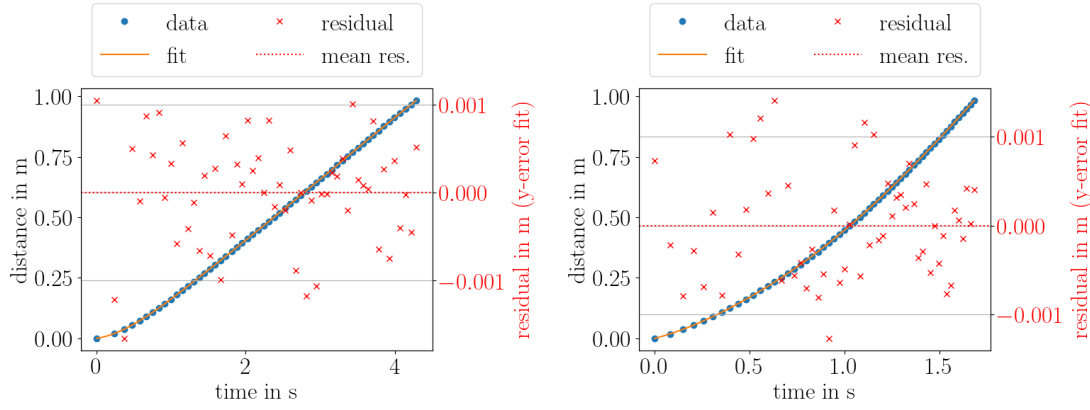 data
residual
fit
mean res.
1.00
0.75
0.50
0.25
0.00
distance in m
0
2
4
time in s
0.001
0.000
−0.001
residual in m (y-error fit)
data
residual
fit
mean res.
1.00
0.75
0.50
0.25
0.00
distance in m
0.0
0.5
1.0
1.5
time in s
0.001
0.000
−0.001
residual in m (y-error fit)